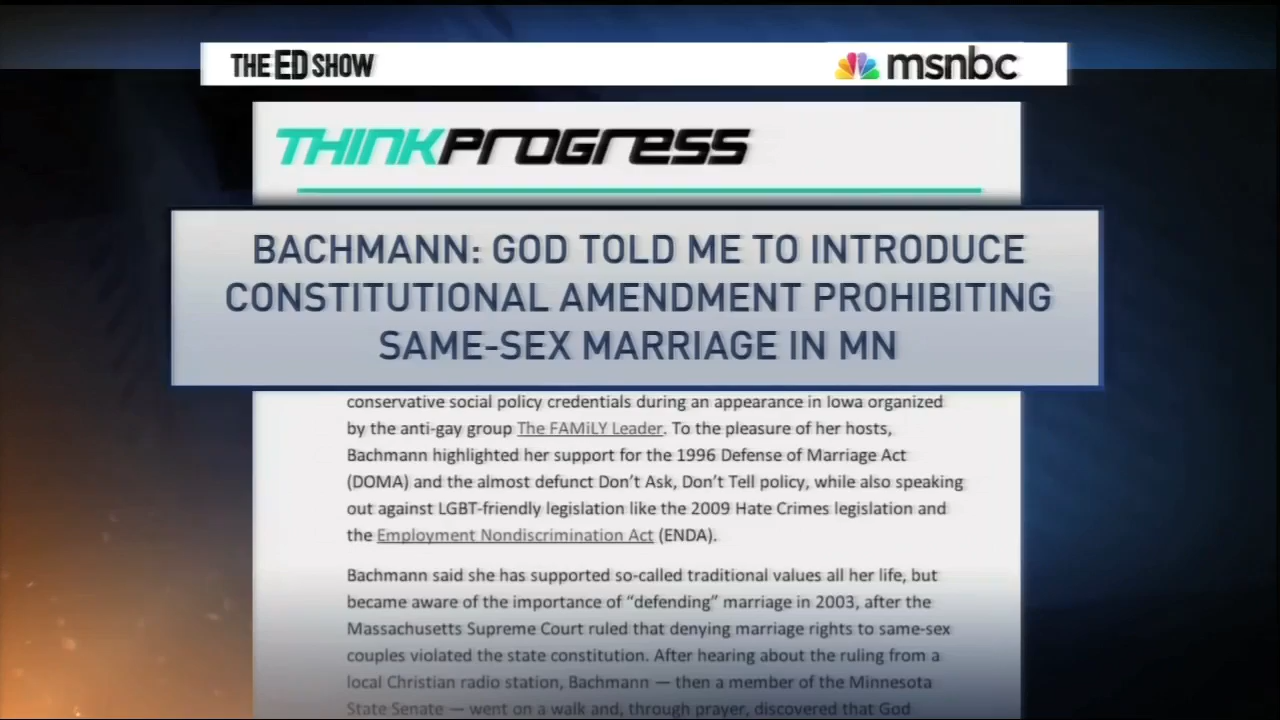 THE ED SHOW
msnbc
THINKPROGRESS
BACHMANN: GOD TOLD ME TO INTRODUCE
CONSTITUTIONAL AMENDMENT PROHIBITING
SAME-SEX MARRIAGE IN MN
conservative social policy credentials during an appearance in Iowa organized
by the anti-gay group The FAMiLY Leader. To the pleasure of her hosts,
Bachmann highlighted her support for the 1996 Defense of Marriage Act
(DOMA) and the almost defunct Don't Ask, Don't Tell policy, while also speaking
out against LGBT-friendly legislation like the 2009 Hate Crimes legislation and
the Employment Nondiscrimination Act (ENDA).
Bachmann said she has supported so-called traditional values all her life, but
became aware of the importance of “defending” marriage in 2003, after the
Massachusetts Supreme Court ruled that denying marriage rights to same-sex
couples violated the state constitution. After hearing about the ruling from a
local Christian radio station, Bachmann — then a member of the Minnesota
State Senate — went on a walk and, through prayer, discovered that God